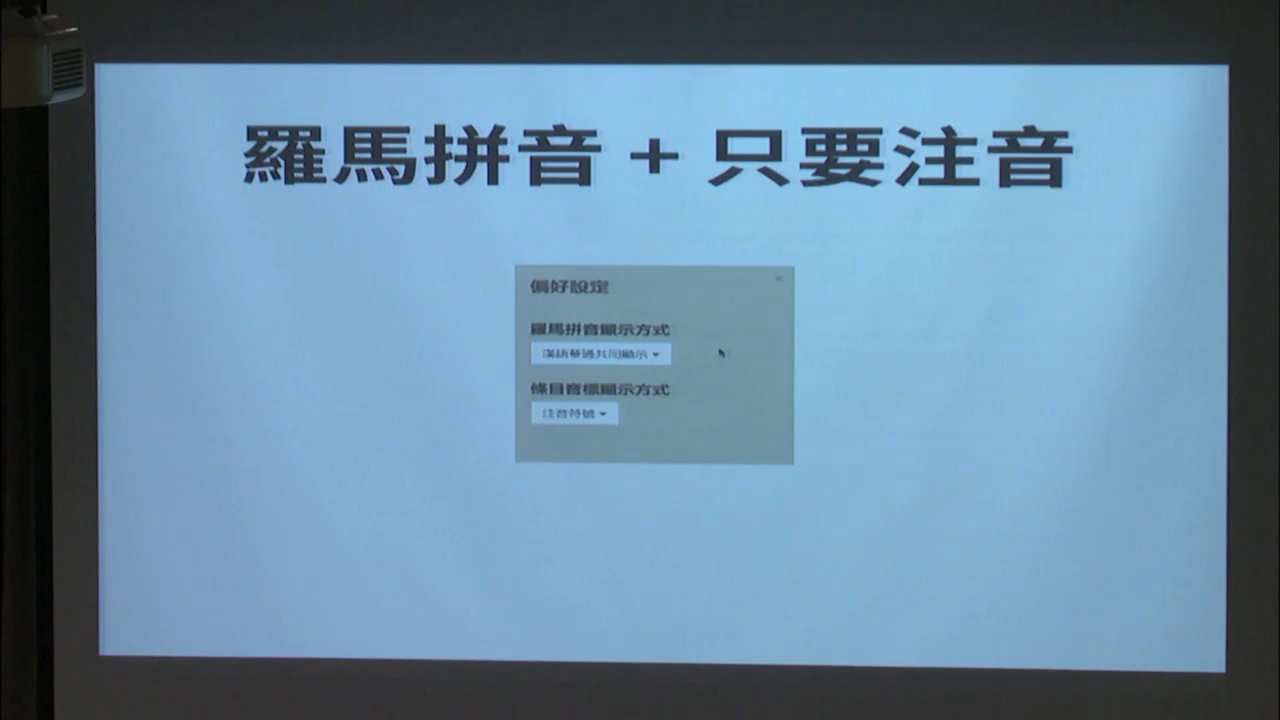 羅馬拼音 + 只要注音
偏好設定
羅馬拼音顯示方式
漢語華通共同顯示
條目音標顯示方式
注音符號